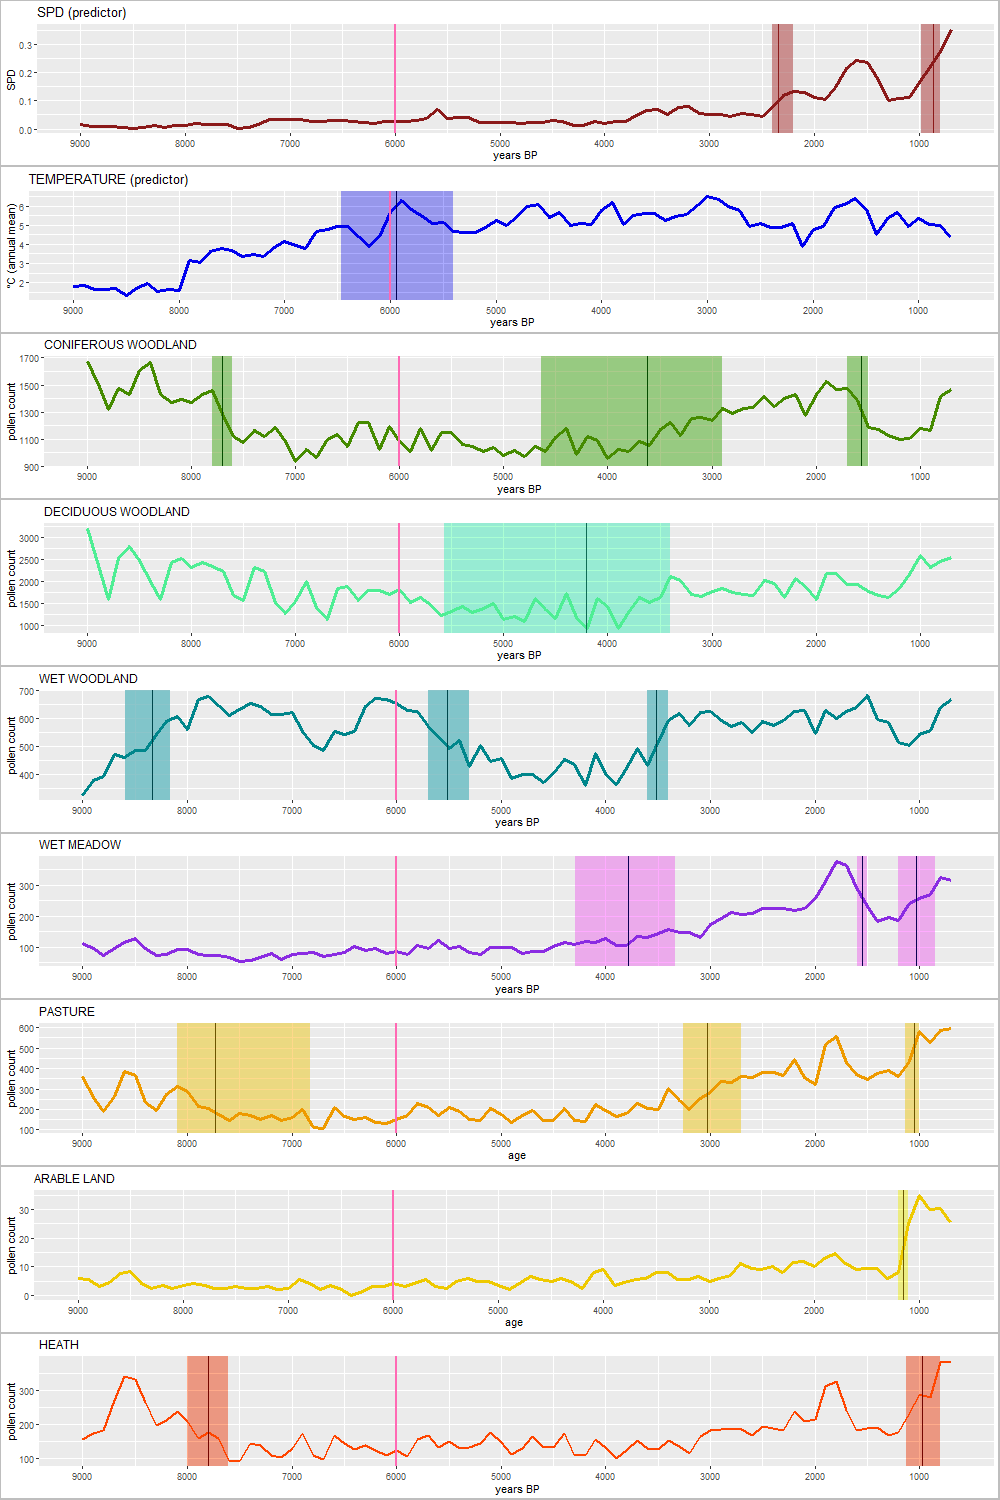 SPD (predictor)
SPD
0.3
0.2
0.1
0.0
9000 8000 7000 6000 5000 4000 3000 2000 1000
years BP
TEMPERATURE (predictor)
°C (annual mean)
6
5
4
3
2
9000 8000 7000 6000 5000 4000 3000 2000 1000
years BP
CONIFEROUS WOODLAND
pollen count
1700
1500
1300
1100
900
9000 8000 7000 6000 5000 4000 3000 2000 1000
years BP
DECIDUOUS WOODLAND
pollen count
3000
2500
2000
1500
1000
9000 8000 7000 6000 5000 4000 3000 2000 1000
years BP
WET WOODLAND
pollen count
700
600
500
400
9000 8000 7000 6000 5000 4000 3000 2000 1000
years BP
WET MEADOW
pollen count
300
200
100
9000 8000 7000 6000 5000 4000 3000 2000 1000
years BP
PASTURE
pollen count
600
500
400
300
200
100
9000 8000 7000 6000 5000 4000 3000 2000 1000
age
ARABLE LAND
pollen count
30
20
10
0
9000 8000 7000 6000 5000 4000 3000 2000 1000
age
HEATH
pollen count
300
200
100
9000 8000 7000 6000 5000 4000 3000 2000 1000
years BP